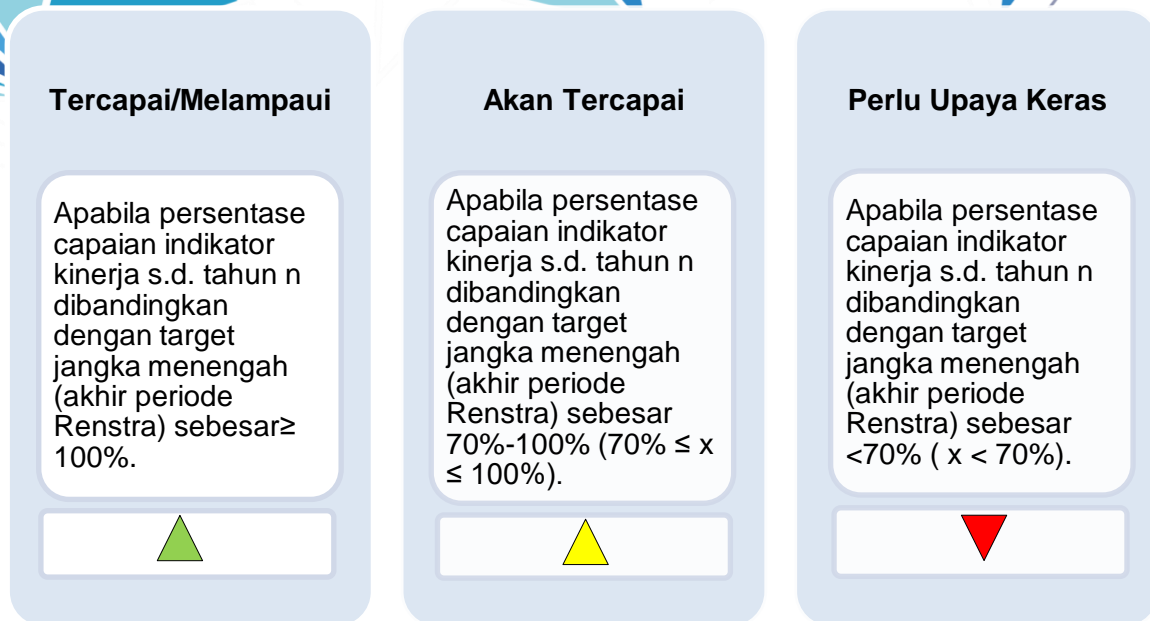 Tercapai/Melampaui
Apabila persentase
capaian indikator
kinerja s.d. tahun n
dibandingkan
dengan target
jangka menengah
(akhir periode
Renstra) sebesar≥
100%.
Akan Tercapai
Apabila persentase
capaian indikator
kinerja s.d. tahun n
dibandingkan
dengan target
jangka menengah
(akhir periode
Renstra) sebesar
70%-100% (70% ≤ x
≤ 100%).
Perlu Upaya Keras
Apabila persentase
capaian indikator
kinerja s.d. tahun n
dibandingkan
dengan target
jangka menengah
(akhir periode
Renstra) sebesar
<70% ( x < 70%).